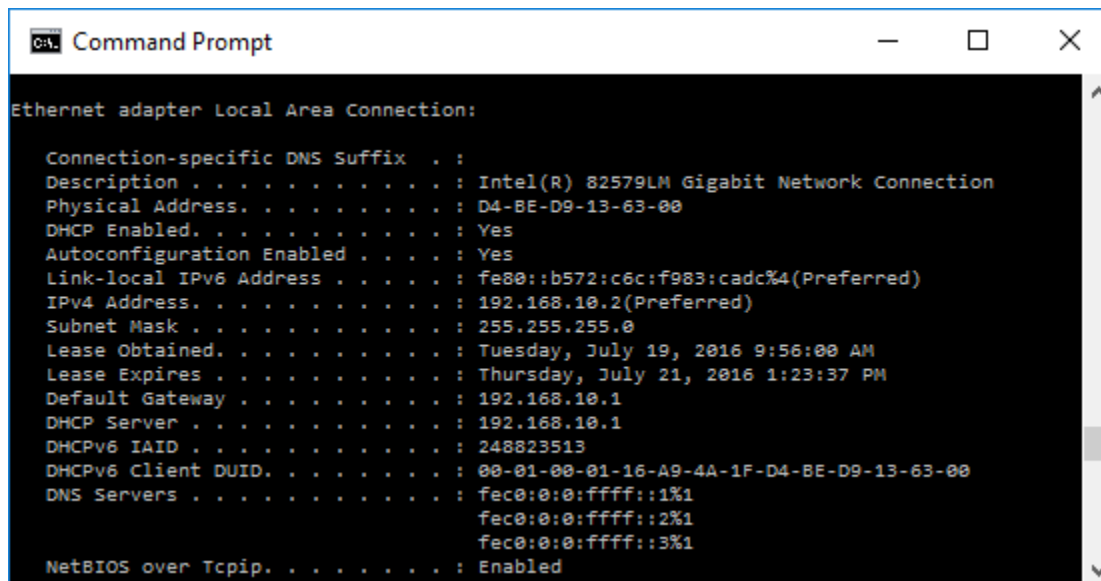 Command Prompt
Ethernet adapter Local Area Connection:
Connection-specific DNS Suffix . :
Description . . . . . . . . . . . : Intel(R) 82579LM Gigabit Network Connection
Physical Address. . . . . . . . . : D4-BE-D9-13-63-00
DHCP Enabled. . . . . . . . . . . : Yes
Autoconfiguration Enabled . . . . : Yes
Link-local IPv6 Address . . . . . : fe80::b572:c6c:f983:cadc%4(Preferred)
IPv4 Address. . . . . . . . . . . : 192.168.10.2(Preferred)
Subnet Mask . . . . . . . . . . . : 255.255.255.0
Lease Obtained. . . . . . . . . . : Tuesday, July 19, 2016 9:56:00 AM
Lease Expires . . . . . . . . . . : Thursday, July 21, 2016 1:23:37 PM
Default Gateway . . . . . . . . . : 192.168.10.1
DHCP Server . . . . . . . . . . . : 192.168.10.1
DHCPv6 IAID . . . . . . . . . . . : 248823513
DHCPv6 Client DUID. . . . . . . . : 00-01-00-01-16-A9-4A-1F-D4-BE-D9-13-63-00
DNS Servers . . . . . . . . . . . : fec0:0:0:ffff::1%1
fec0:0:0:ffff::2%1
fec0:0:0:ffff::3%1
NetBIOS over Tcpip. . . . . . . . : Enabled